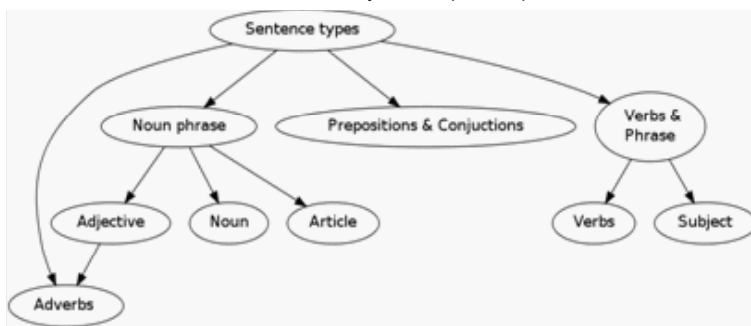 Sentence types
Noun phrase
Prepositions & Conjuctions
Verbs &
Phrase
Adjective
Noun
Article
Verbs
Subject
Adverbs